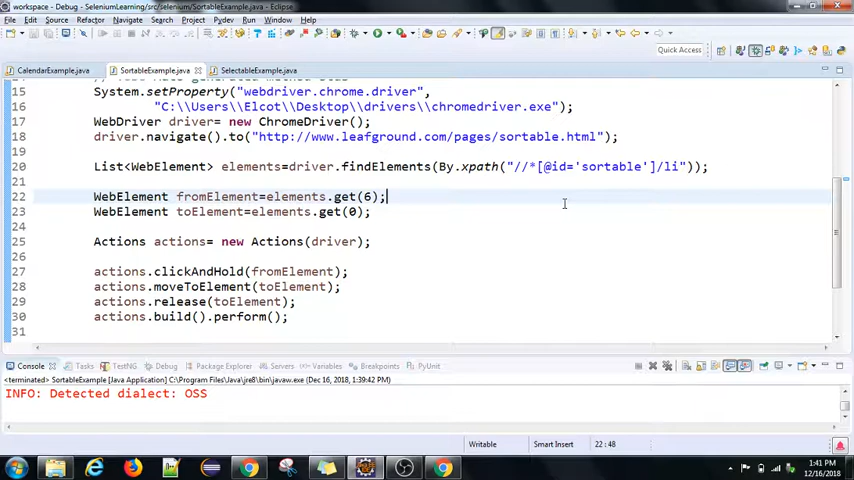 workspace - Debug - SeleniumLearning/src/selenium/SortableExample.java - Eclipse
File Edit Source Refactor Navigate Search Project PyDev Run Window Help
Quick Access
CalendarExample.java SortableExample.java SelectableExample.java
15 System.setProperty("webdriver.chrome.driver",
16 "C:\\Users\\Elcot\\Desktop\\drivers\\chromedriver.exe");
17 WebDriver driver= new ChromeDriver();
18 driver.navigate().to("http://www.leafground.com/pages/sortable.html");
19
20 List<WebElement> elements=driver.findElements(By.xpath("//*[@id='sortable']/li"));
21
22 WebElement fromElement=elements.get(6);
23 WebElement toElement=elements.get(0);
24
25 Actions actions= new Actions(driver);
26
27 actions.clickAndHold(fromElement);
28 actions.moveToElement(toElement);
29 actions.release(toElement);
30 actions.build().perform();
31
Console Tasks TestNG Debug Package Explorer Servers Variables Breakpoints PyUnit
<terminated> SortableExample [Java Application] C:\Program Files\Java\jre8\bin\javaw.exe (Dec 16, 2018, 1:39:42 PM)
INFO: Detected dialect: OSS
Writable Smart Insert 22 : 48
1:41 PM
12/16/2018